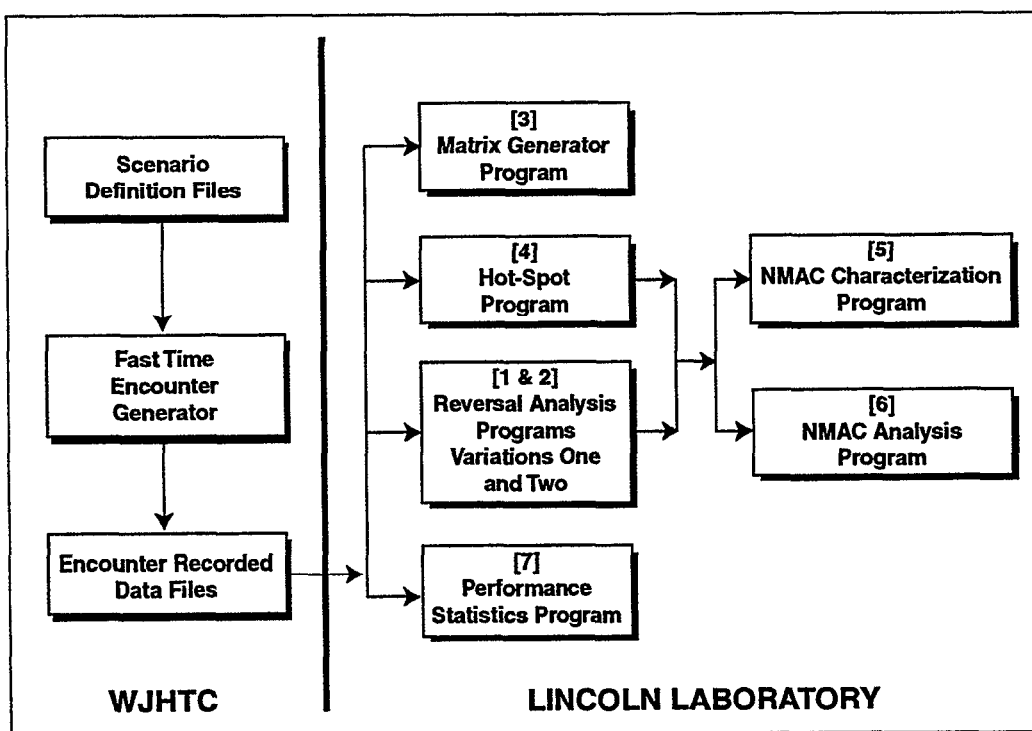 Scenario
Definition Files
Fast Time
Encounter
Generator
Encounter Recorded
Data Files
WJHTC
[3]
Matrix Generator
Program
[4]
Hot-Spot
Program
[1 & 2]
Reversal Analysis
Programs
Variations One
and Two
[7]
Performance
Statistics Program
[5]
NMAC Characterization
Program
[6]
NMAC Analysis
Program
LINCOLN LABORATORY